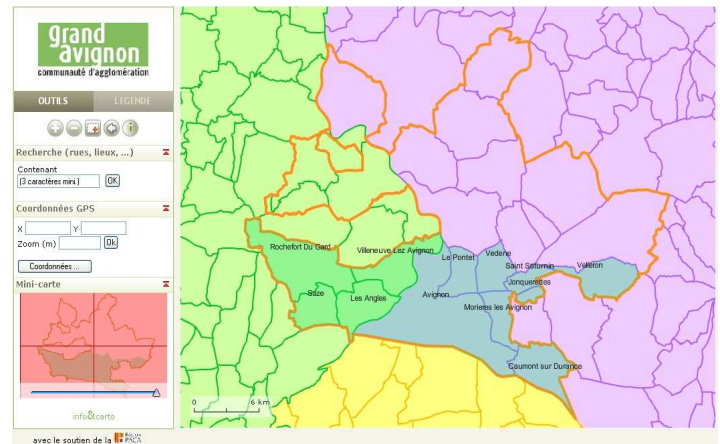 grand
avignon
communauté d'agglomération
OUTILS
LEGENDE
Recherche (rues, lieux, ...)
Contenant
(3 caractères mini.)
OK
Coordonnées GPS
X
Y
Zoom (m)
Ok
Coordonnées ...
Mini-carte
info&carto
avec le soutien de la
PACA
Rochefort Du Gard
Villeneuve Lez Avignon
Le Pontet
Vedene
Saint Saturnin
Velleron
Jonquerettes
Saze
Les Angles
Avignon
Morieres les Avignon
Caumont sur Durance
0
6 km